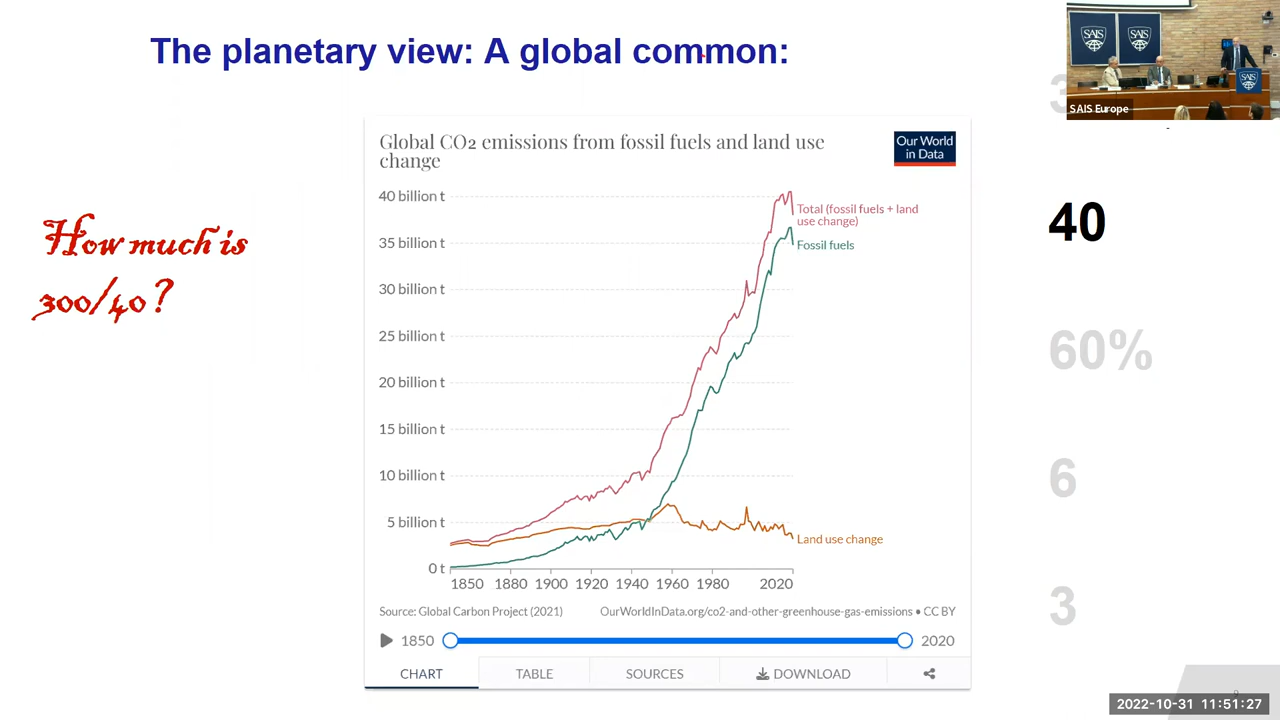 The planetary view: A global common:
SAIS
SAIS
SAIS
SAIS Europe
3
Global CO2 emissions from fossil fuels and land use
change
Our World
in Data
How much is
300/40?
40 billion t
35 billion t
30 billion t
25 billion t
20 billion t
15 billion t
10 billion t
5 billion t
0 t
Total (fossil fuels + land
use change)
Fossil fuels
Land use change
1850 1880 1900 1920 1940 1960 1980 2020
Source: Global Carbon Project (2021) OurWorldInData.org/co2-and-other-greenhouse-gas-emissions • CC BY
1850 2020
CHART TABLE SOURCES DOWNLOAD
40
60%
6
3
9
2022-10-31 11:51:27